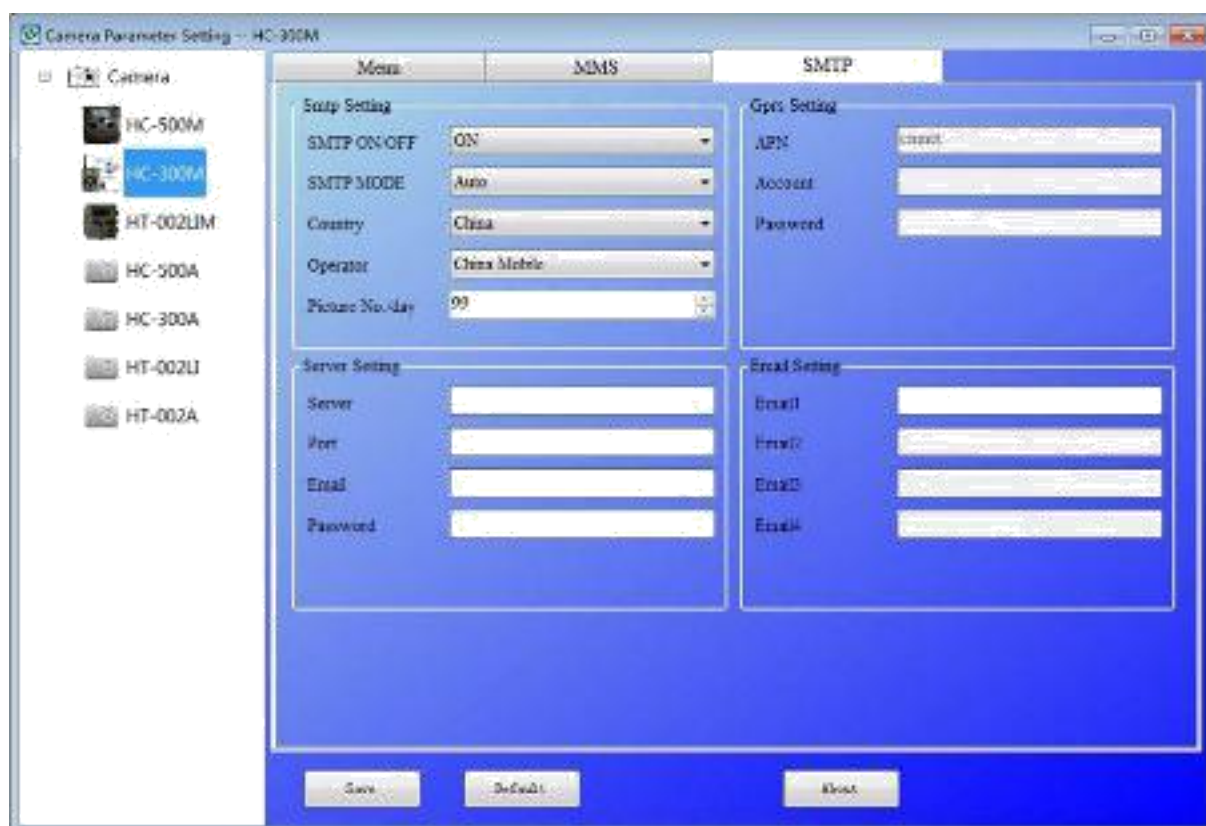 Camera Parameter Setting -- HC-300M
Camera
HC-500M
HC-300M
HT-002LIM
HC-500A
HC-300A
HT-002LI
HT-002A
Menu
MMS
SMTP
Smtp Setting
SMTP ON/OFF
ON
SMTP MODE
Auto
Country
China
Operator
China Mobile
Picture No./day
99
Gprs Setting
APN
cmnet
Account
Password
Server Setting
Server
Port
Email
Password
Email Setting
Email1
Email2
Email3
Email4
Save
Default
About